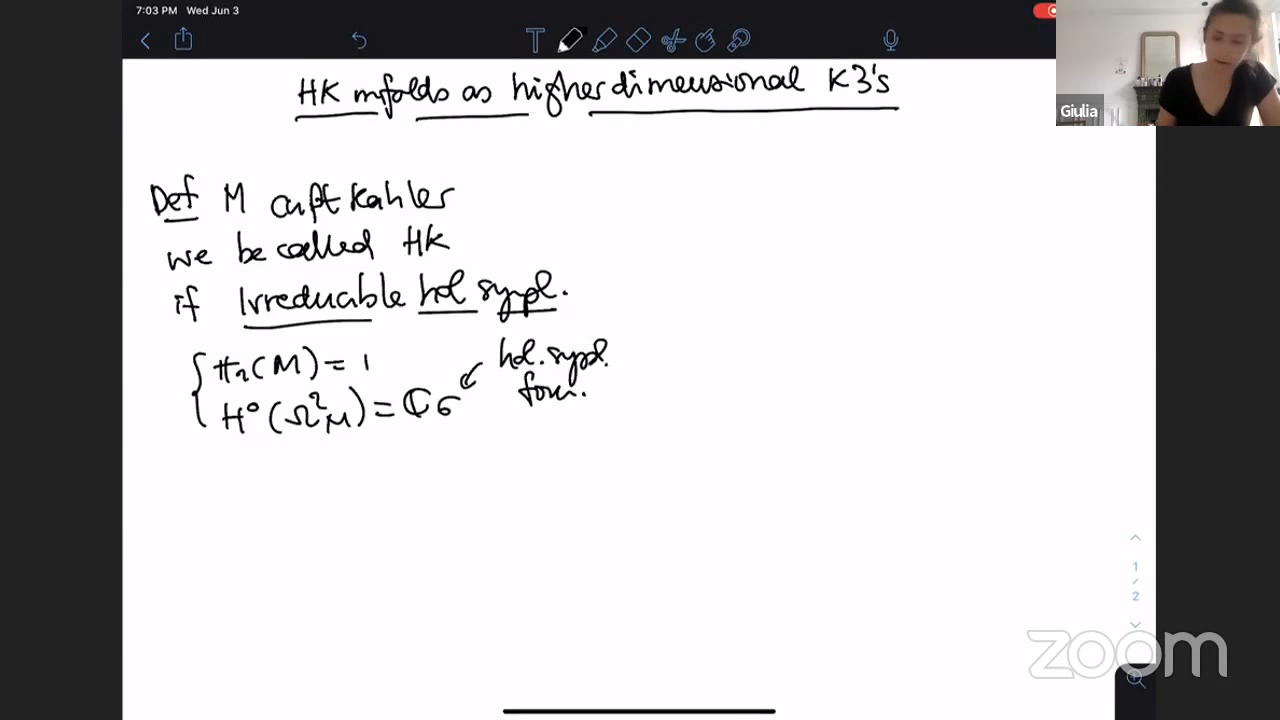 7:03 PM Wed Jun 3
Giulia
HK mfolds as higher dimensional K3's
Def M cmpt Kahler
we be called HK
if Irreducible hol sympl.
π₁(M) = 1
H⁰(Ω²M) = ℂσ
hol. sympl.
form.
1
/
2
zoom